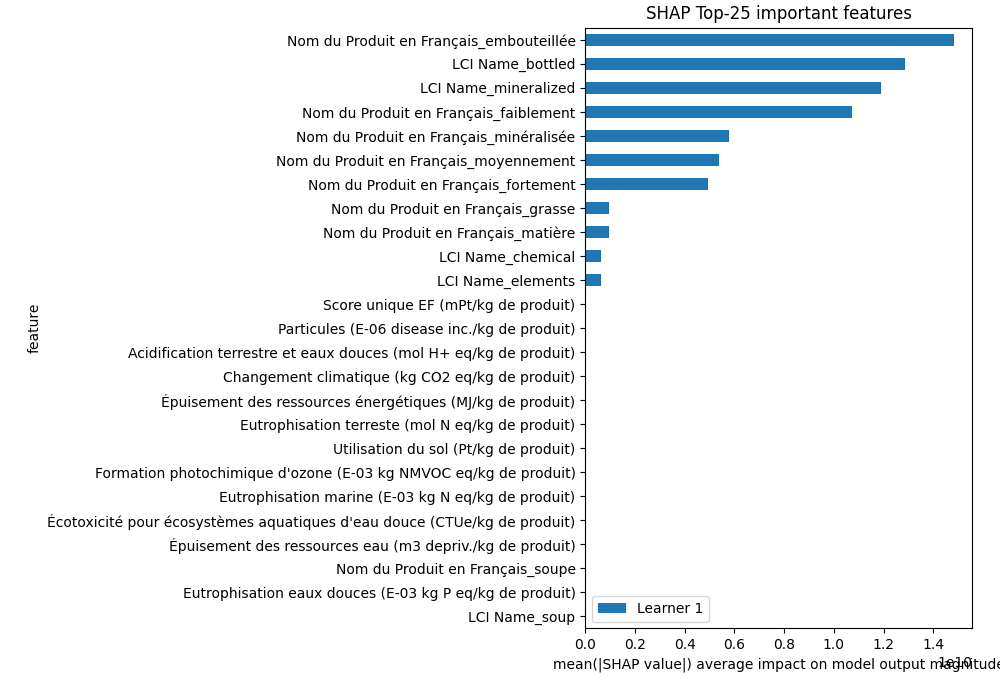 SHAP Top-25 important features
Nom du Produit en Français_embouteillée
LCI Name_bottled
LCI Name_mineralized
Nom du Produit en Français_faiblement
Nom du Produit en Français_minéralisée
Nom du Produit en Français_moyennement
Nom du Produit en Français_fortement
Nom du Produit en Français_grasse
Nom du Produit en Français_matière
LCI Name_chemical
LCI Name_elements
Score unique EF (mPt/kg de produit)
Particules (E-06 disease inc./kg de produit)
Acidification terrestre et eaux douces (mol H+ eq/kg de produit)
Changement climatique (kg CO2 eq/kg de produit)
Épuisement des ressources énergétiques (MJ/kg de produit)
Eutrophisation terreste (mol N eq/kg de produit)
Utilisation du sol (Pt/kg de produit)
Formation photochimique d'ozone (E-03 kg NMVOC eq/kg de produit)
Eutrophisation marine (E-03 kg N eq/kg de produit)
Écotoxicité pour écosystèmes aquatiques d'eau douce (CTUe/kg de produit)
Épuisement des ressources eau (m3 depriv./kg de produit)
Nom du Produit en Français_soupe
Eutrophisation eaux douces (E-03 kg P eq/kg de produit)
LCI Name_soup
feature
Learner 1
0.0 0.2 0.4 0.6 0.8 1.0 1.2 1.4
1e10
mean(|SHAP value|) average impact on model output magnitude